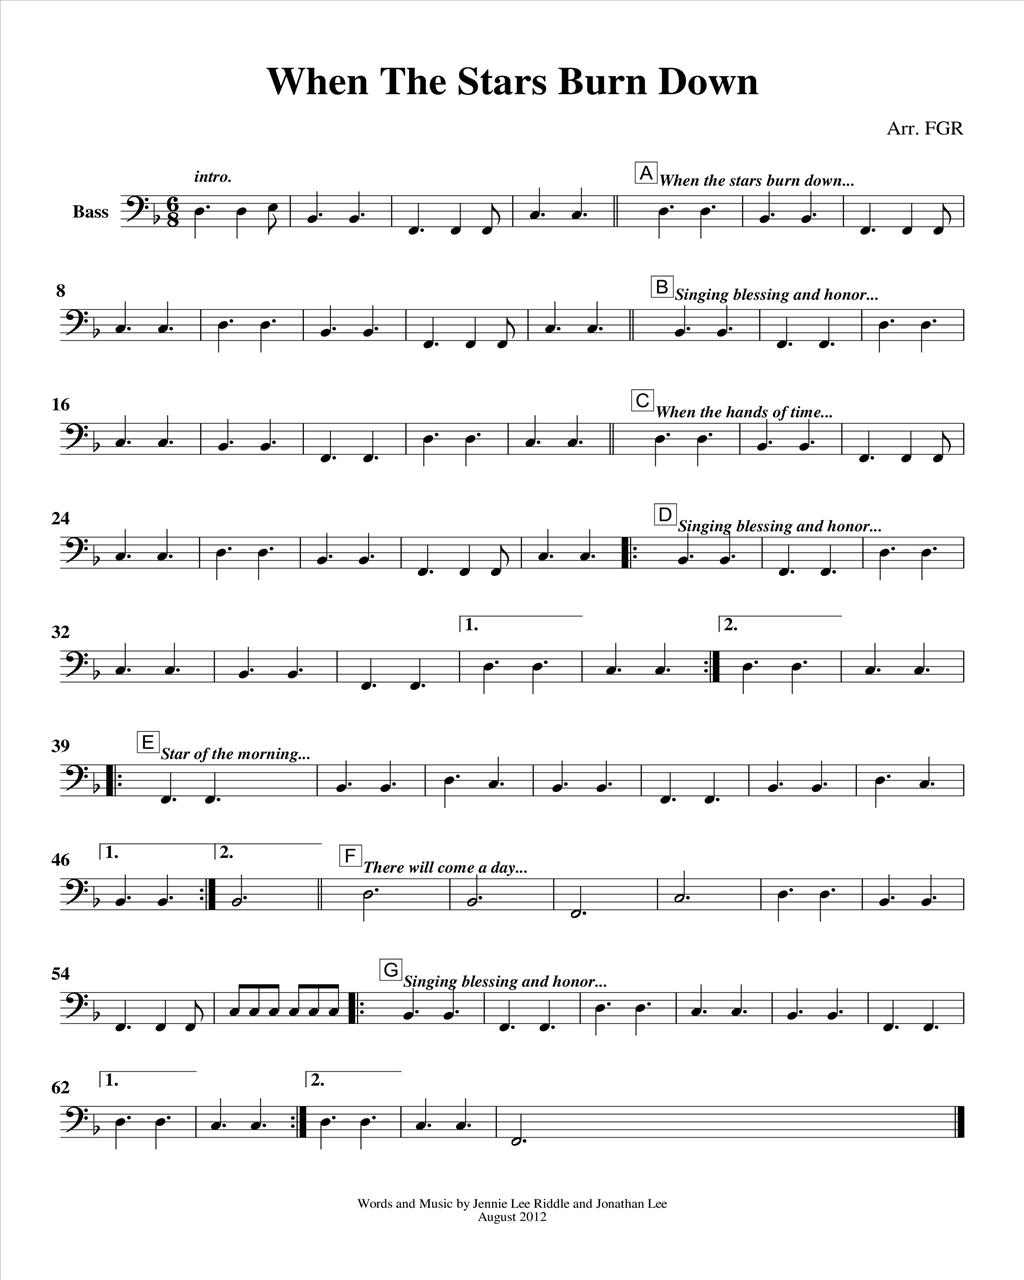 When The Stars Burn Down
Arr. FGR
intro.
A When the stars burn down...
Bass
6
8
8
B Singing blessing and honor...
16
C When the hands of time...
24
D Singing blessing and honor...
32
1.
2.
39
E Star of the morning...
46
1.
2.
F There will come a day...
54
G Singing blessing and honor...
62
1.
2.
Words and Music by Jennie Lee Riddle and Jonathan Lee
August 2012